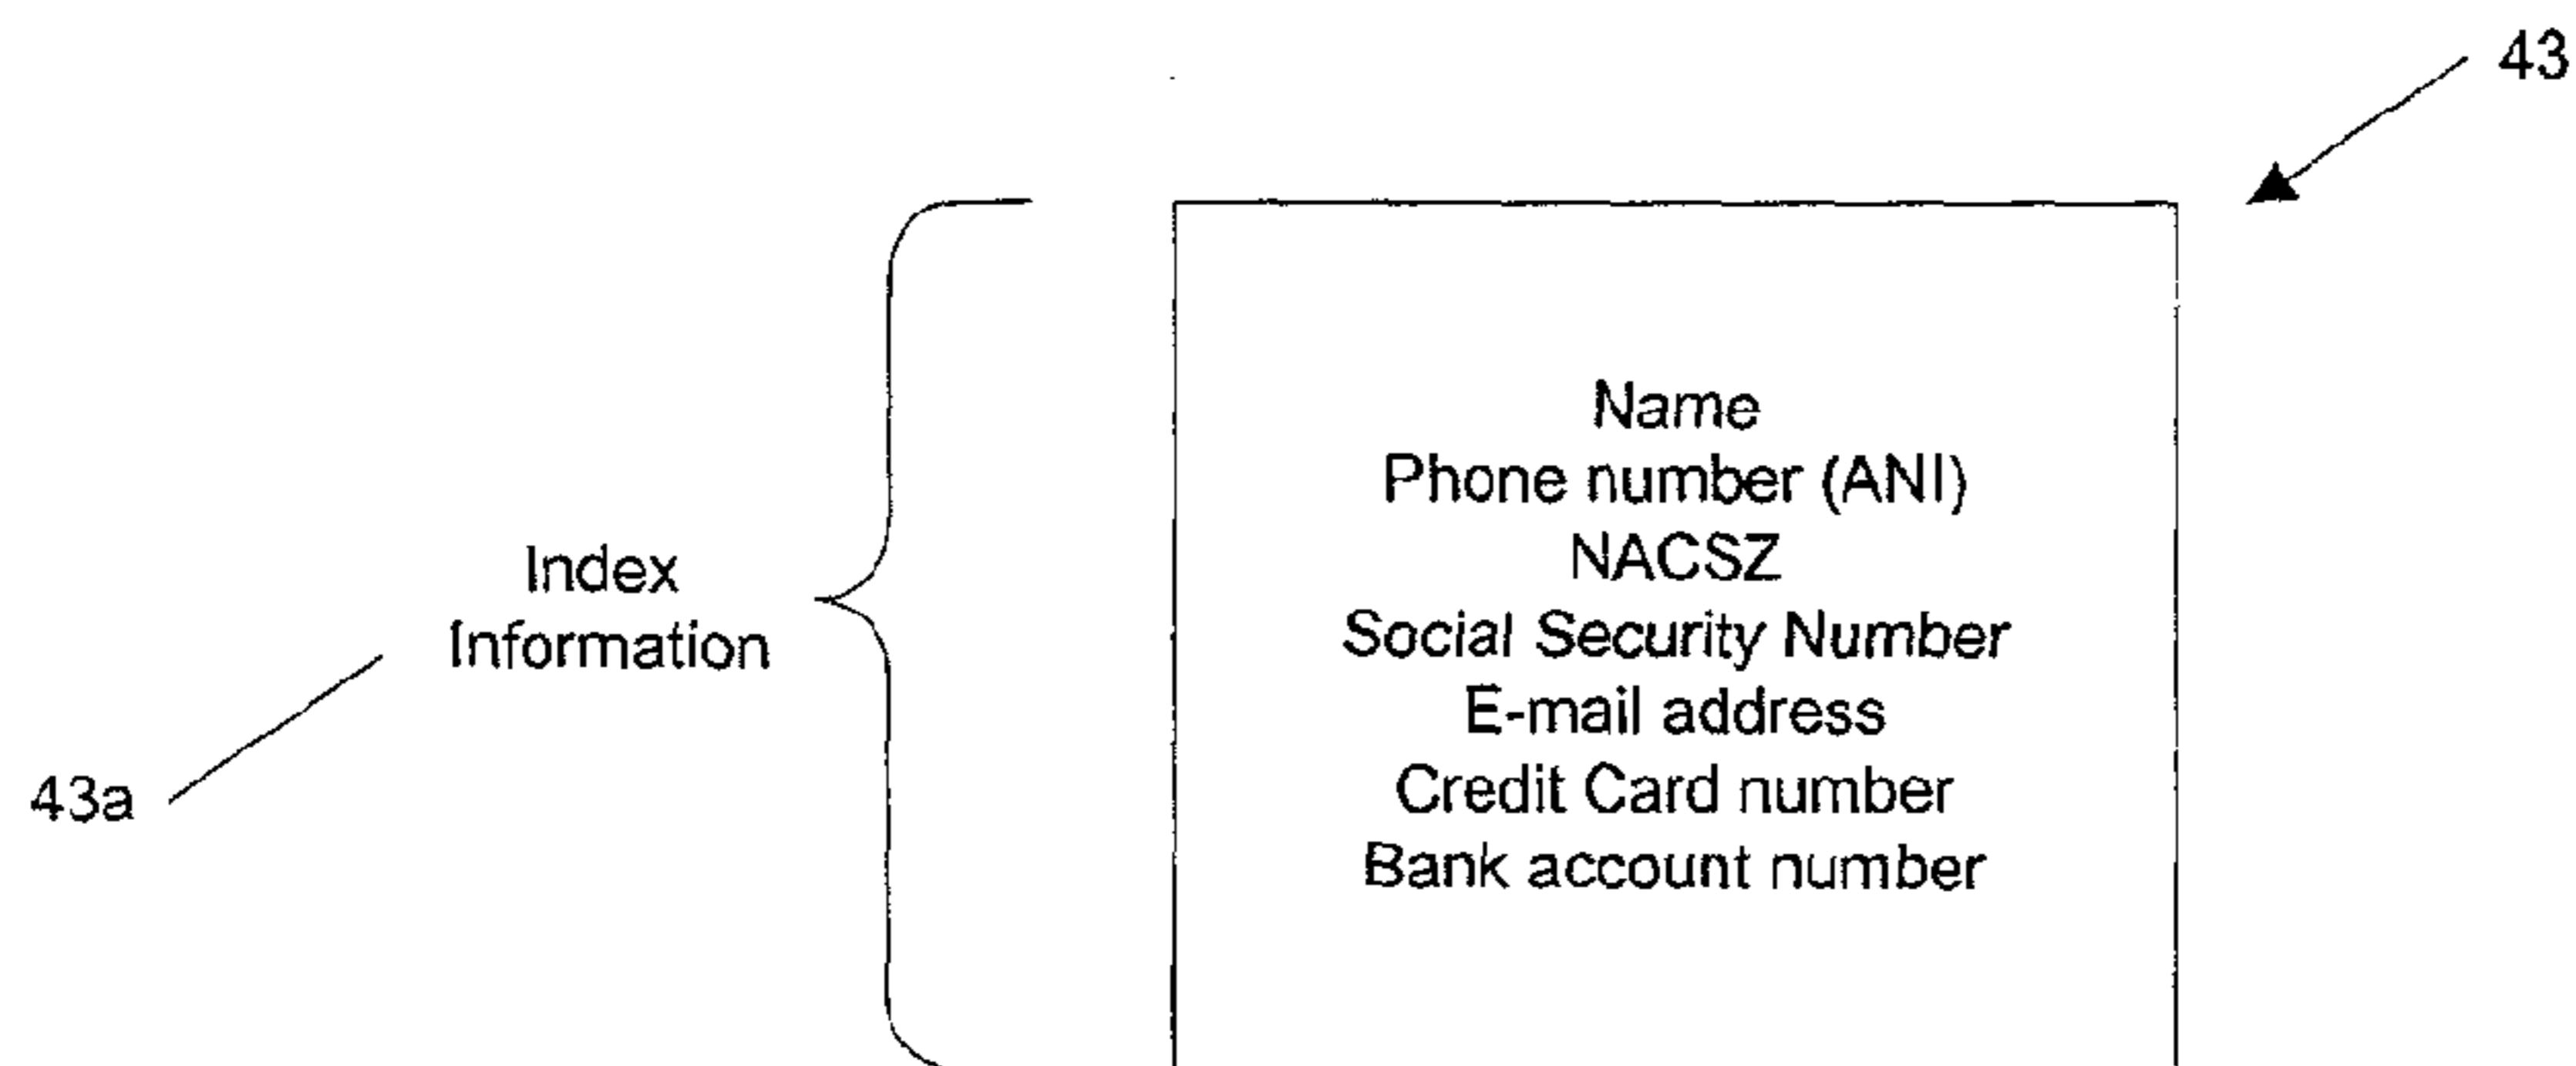 43
Name
Phone number (ANI)
NACSZ
Social Security Number
E-mail address
Credit Card number
Bank account number
Index
Information
43a